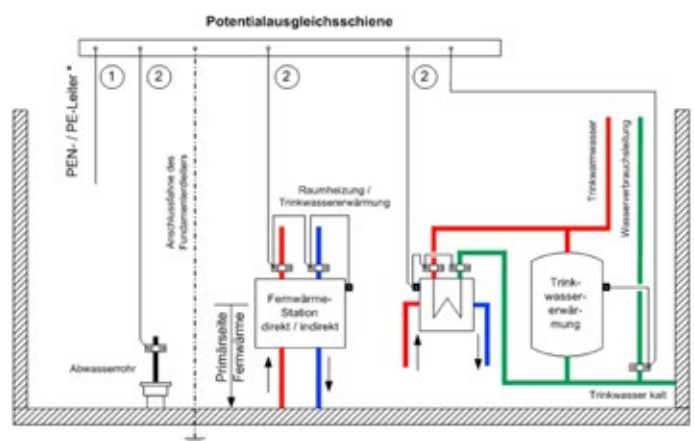 Potentialausgleichsschiene
1
2
2
2
PEN- / PE-Leiter *
Anschlussfahne des
Fundamenterdleiters
Raumheizung /
Trinkwassererwärmung
Trinkwarmwasser
Wasserverbrauchsleitung
Fernwärme-
Station
direkt / indirekt
Primärseite
Fernwärme
Trink-
wasser-
erwär-
mung
Abwasserrohr
Trinkwasser kalt